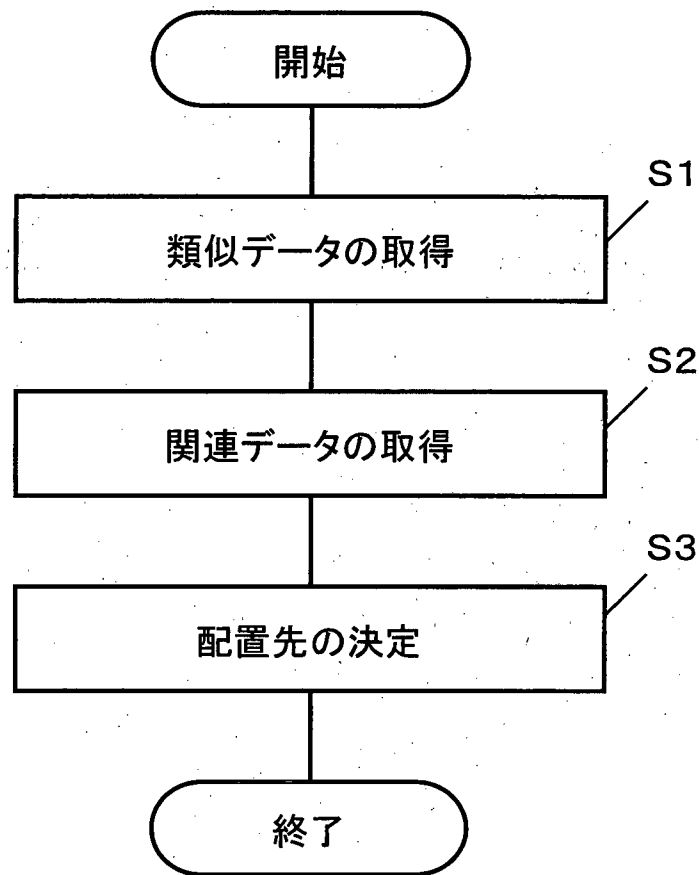 開始
S1
類似データの取得
S2
関連データの取得
S3
配置先の決定
終了